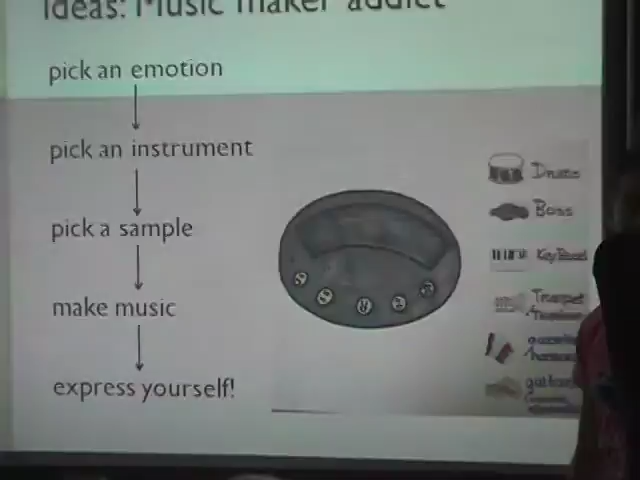 Ideas: Music maker addict
pick an emotion
pick an instrument
pick a sample
make music
express yourself!
Drums
Bass
Keyboard
Trumpet